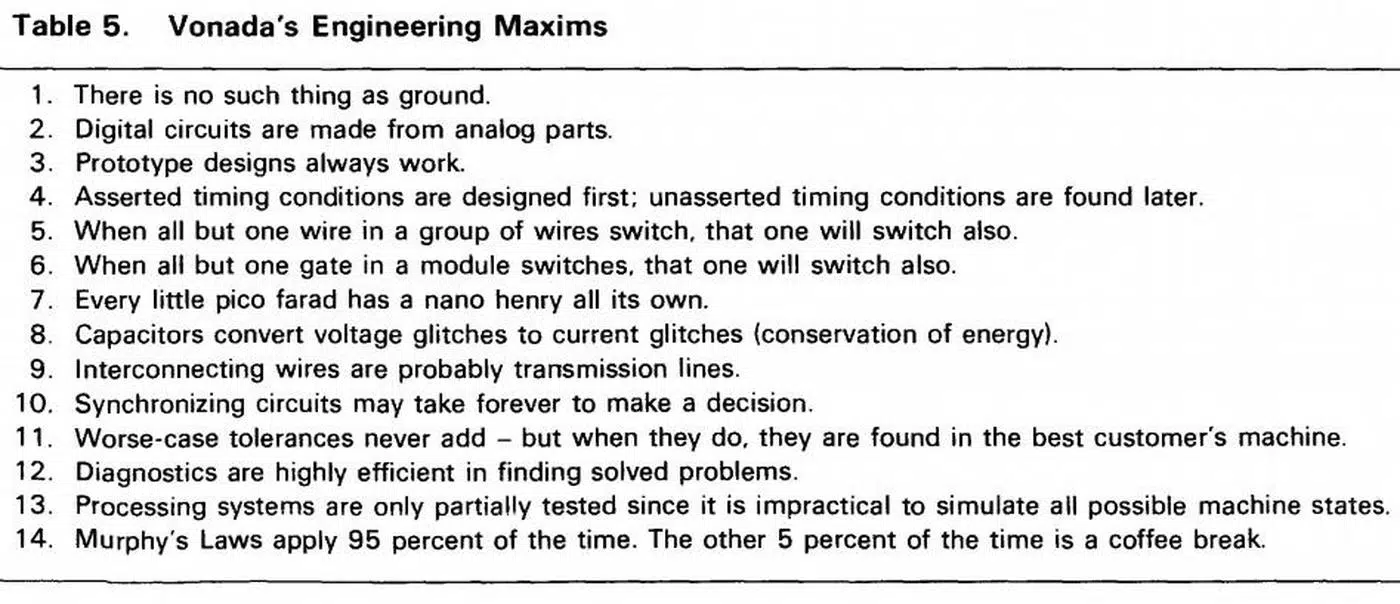 Table 5. Vonada's Engineering Maxims
1. There is no such thing as ground.
2. Digital circuits are made from analog parts.
3. Prototype designs always work.
4. Asserted timing conditions are designed first; unasserted timing conditions are found later.
5. When all but one wire in a group of wires switch, that one will switch also.
6. When all but one gate in a module switches, that one will switch also.
7. Every little pico farad has a nano henry all its own.
8. Capacitors convert voltage glitches to current glitches (conservation of energy).
9. Interconnecting wires are probably transmission lines.
10. Synchronizing circuits may take forever to make a decision.
11. Worse-case tolerances never add – but when they do, they are found in the best customer's machine.
12. Diagnostics are highly efficient in finding solved problems.
13. Processing systems are only partially tested since it is impractical to simulate all possible machine states.
14. Murphy's Laws apply 95 percent of the time. The other 5 percent of the time is a coffee break.